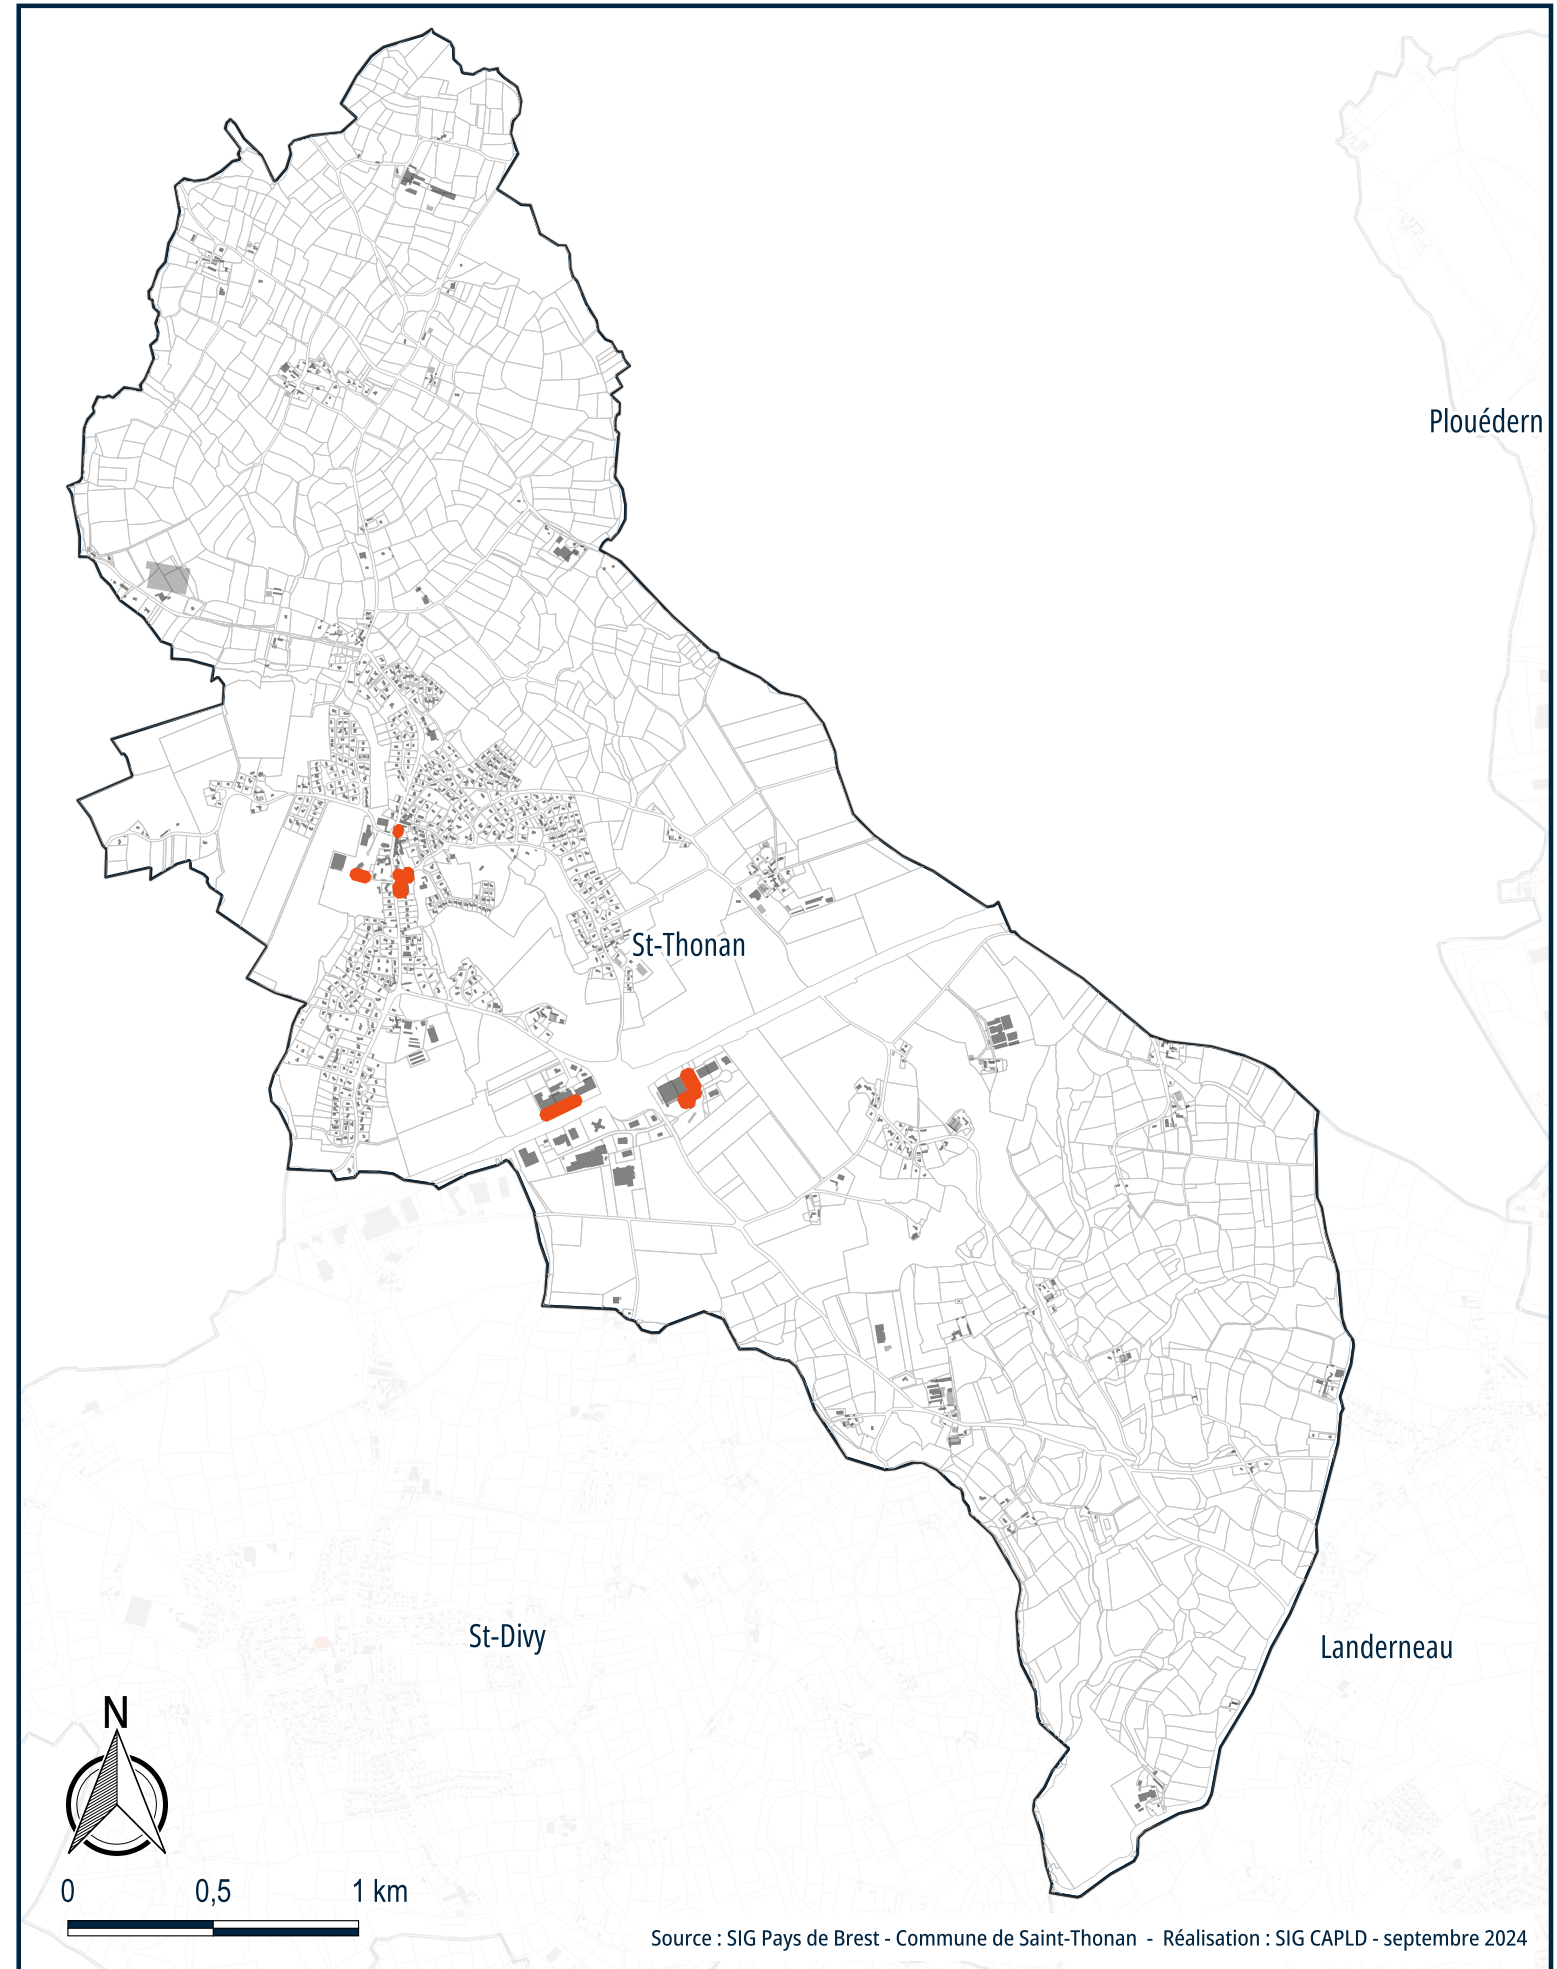 Plouédern
St-Thonan
St-Divy
Landerneau
N
0 0,5 1 km
Source : SIG Pays de Brest - Commune de Saint-Thonan - Réalisation : SIG CAPLD - septembre 2024